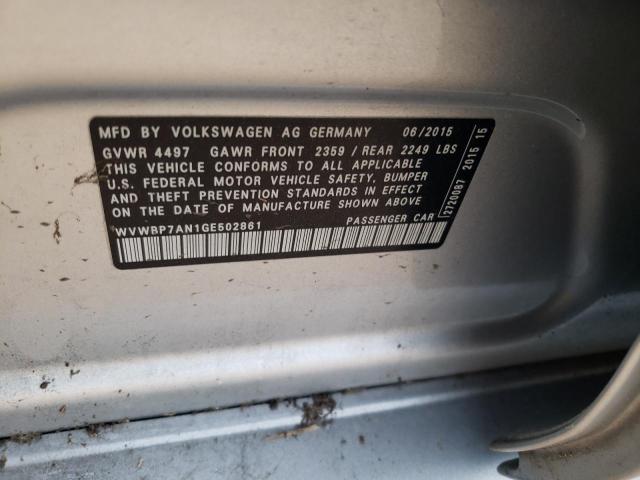 MFD BY VOLKSWAGEN AG GERMANY 06/2015
GVWR 4497 GAWR FRONT 2359 / REAR 2249 LBS
THIS VEHICLE CONFORMS TO ALL APPLICABLE
U.S. FEDERAL MOTOR VEHICLE SAFETY, BUMPER
AND THEFT PREVENTION STANDARDS IN EFFECT
ON THE DATE OF MANUFACTURE SHOWN ABOVE
WVWBP7AN1GE502861 PASSENGER CAR
2720087 2015 15